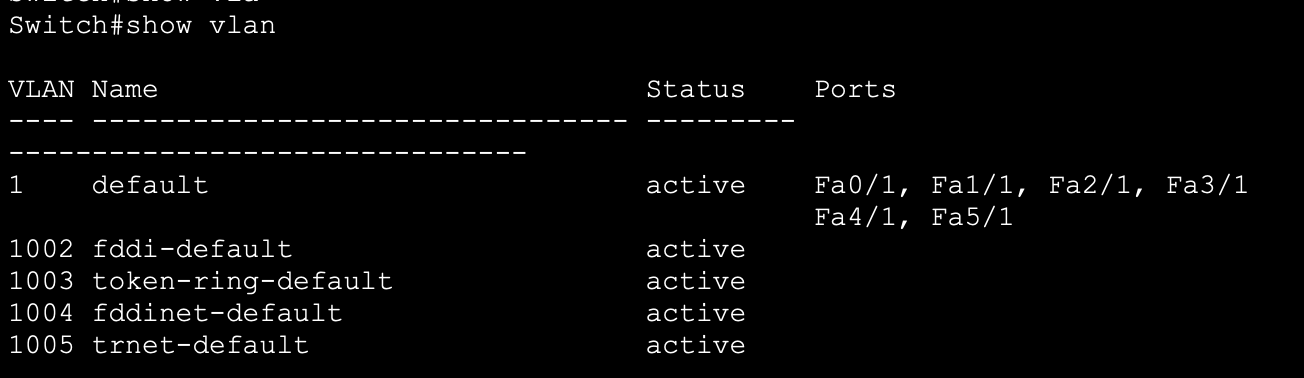 Switch#show vlan
VLAN Name Status Ports
---- -------------------------------- ---------
-------------------------------
1 default active Fa0/1, Fa1/1, Fa2/1, Fa3/1
Fa4/1, Fa5/1
1002 fddi-default active
1003 token-ring-default active
1004 fddinet-default active
1005 trnet-default active